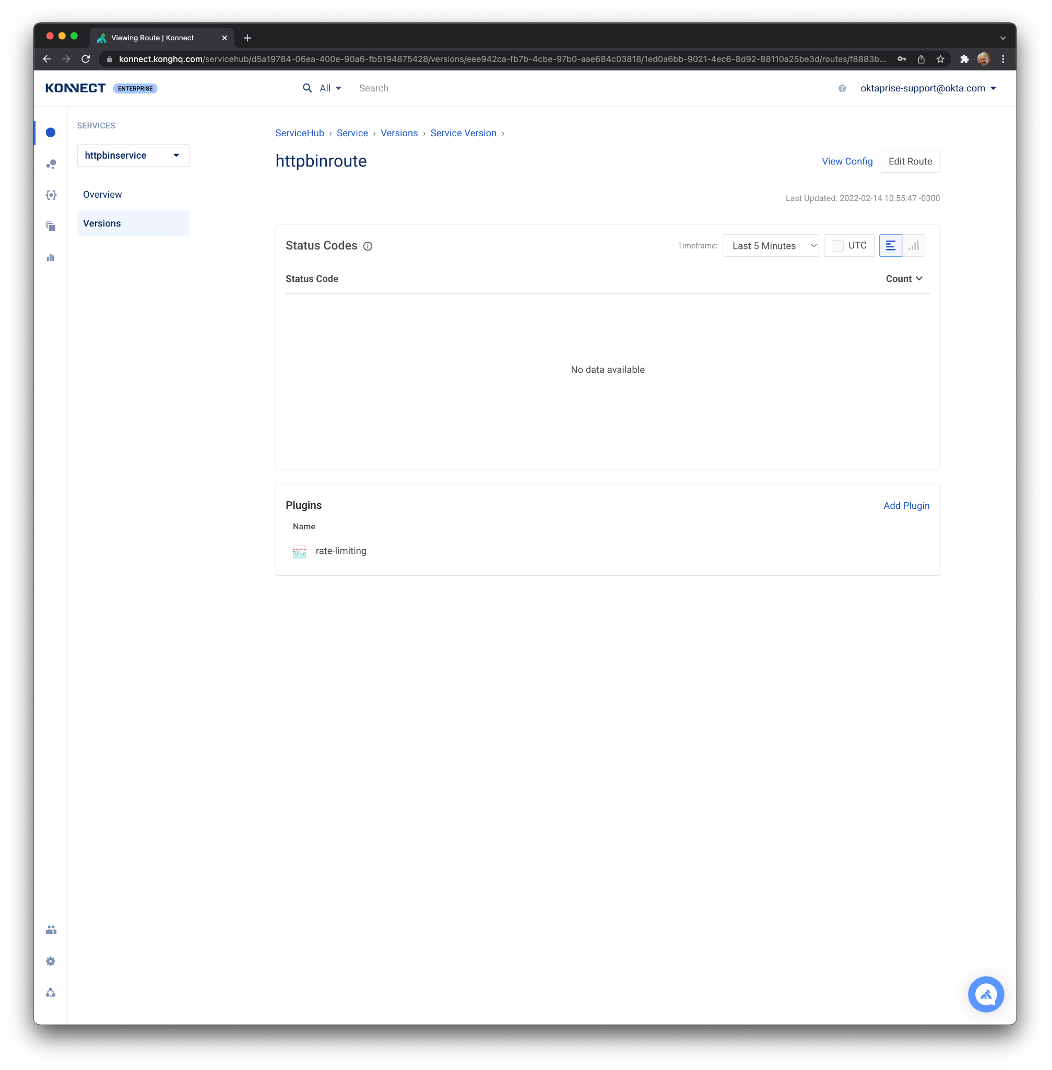 Viewing Route | Konnect
konnect.konghq.com/servicehub/d5a19784-06ea-400e-90a6-fb5194875428/versions/eee942ca-fb7b-4cbe-97b0-aae684c03818/1ed0a6bb-9021-4ec6-8d92-88110a25be3d/routes/f8883b...
KONNECT ENTERPRISE All Search oktaprise-support@okta.com
SERVICES
httpbinservice
Overview
Versions
ServiceHub › Service › Versions › Service Version ›
httpbinroute
View Config Edit Route
Last Updated: 2022-02-14 10:55:47 -0300
Status Codes Timeframe: Last 5 Minutes UTC
Status Code Count
No data available
Plugins Add Plugin
Name
rate-limiting